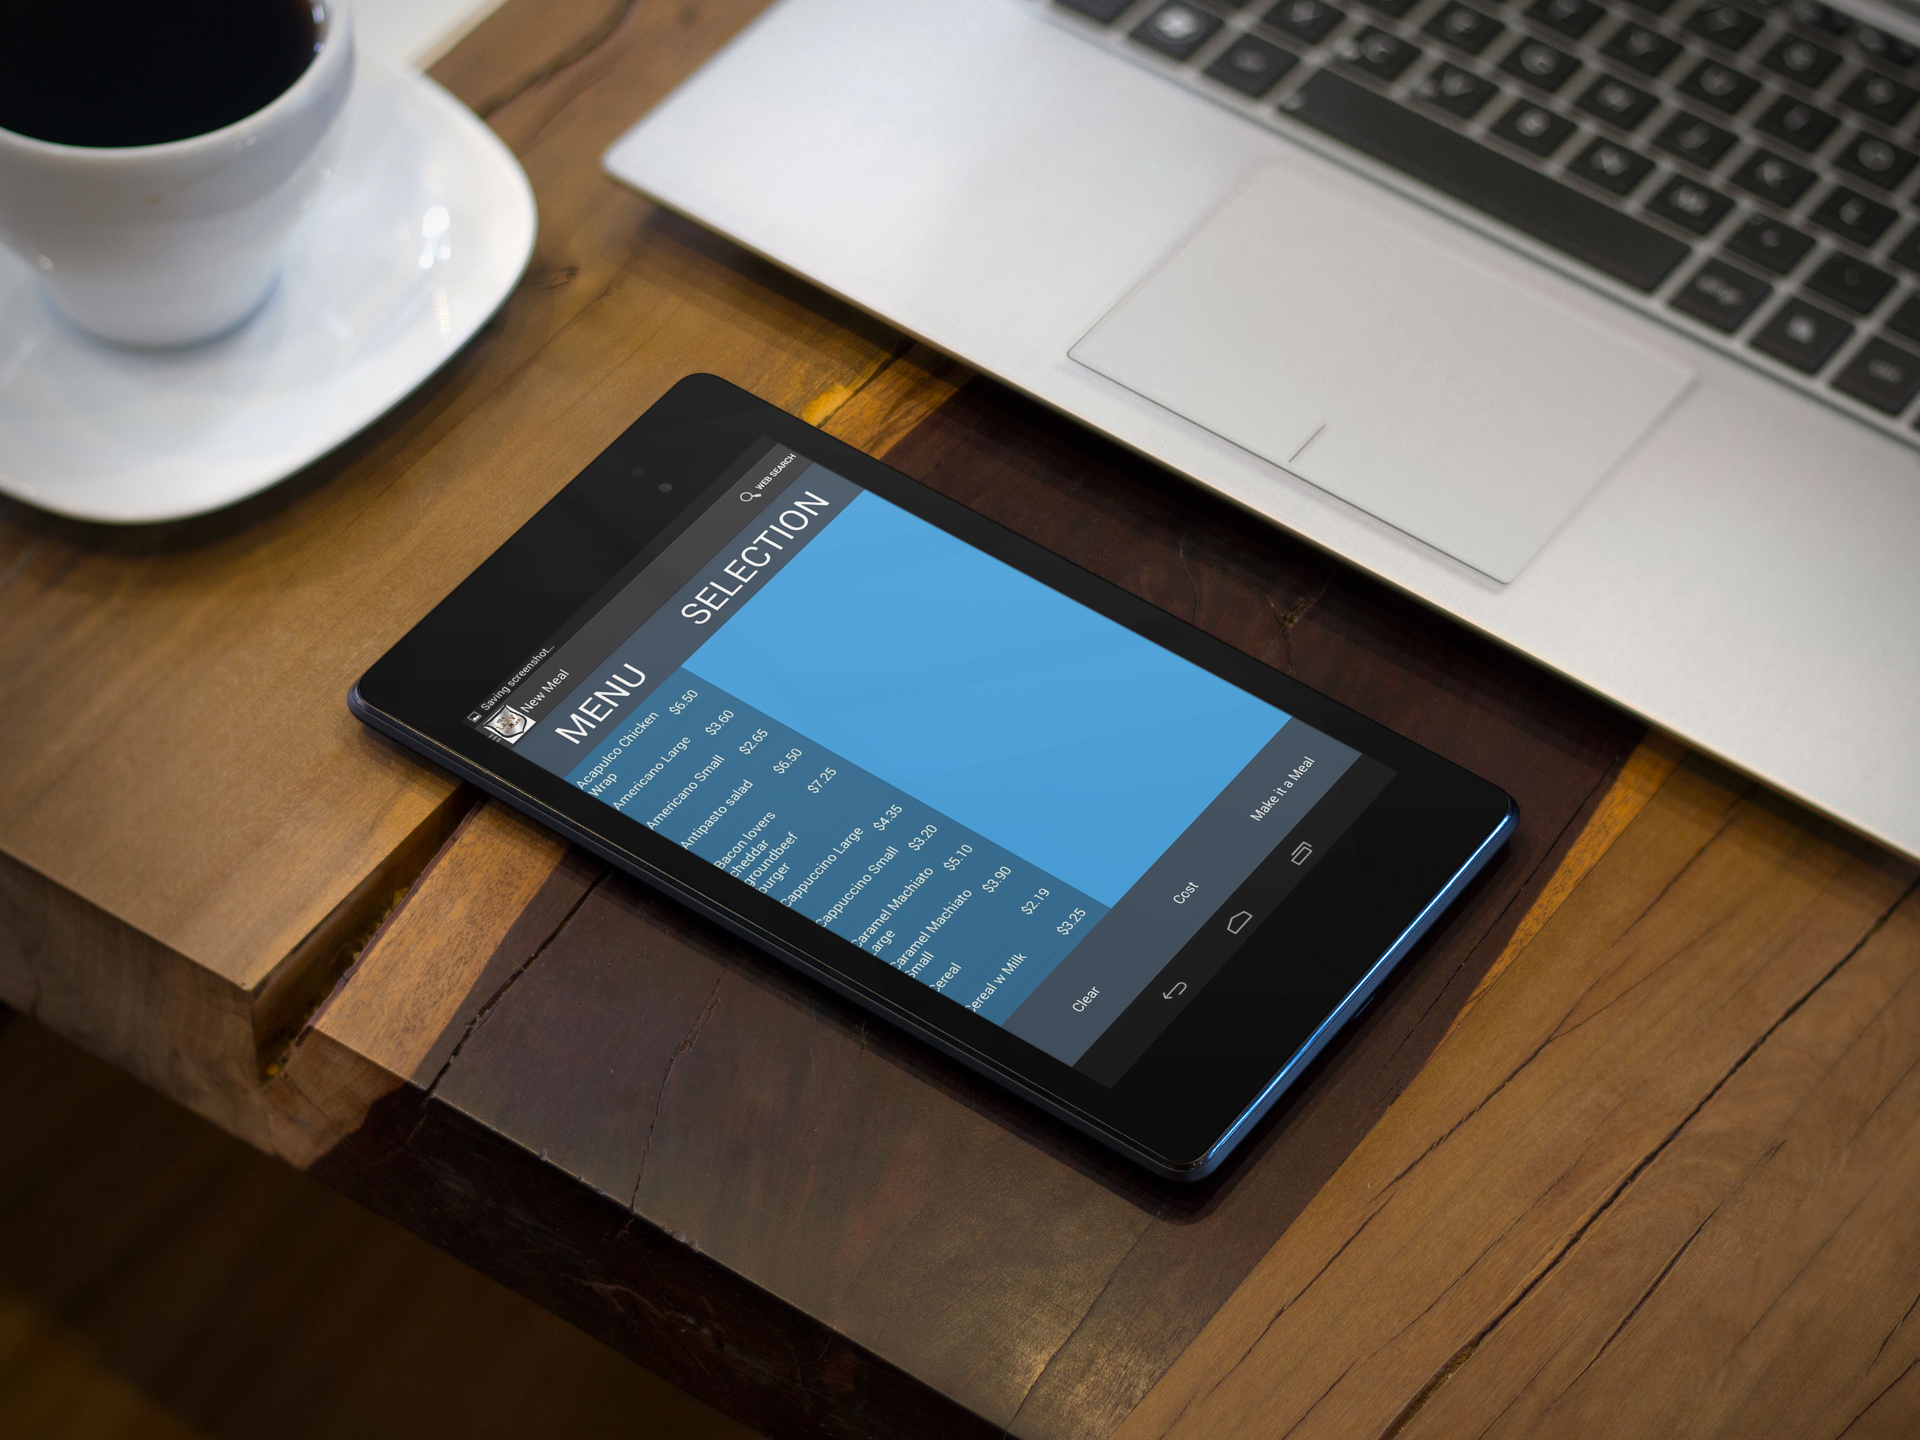 Saving screenshot...
New Meal
WEB SEARCH
MENU
SELECTION
Acapulco Chicken
Wrap
$6.50
Americano Large
$3.60
Americano Small
$2.65
Antipasto salad
$6.50
Bacon lovers
cheddar
groundbeef
burger
$7.25
Cappuccino Large
$4.35
Cappuccino Small
$3.20
Caramel Machiato
Large
$5.10
Caramel Machiato
Small
$3.90
Cereal
$2.19
Cereal w Milk
$3.25
Clear
Cost
Make it a Meal